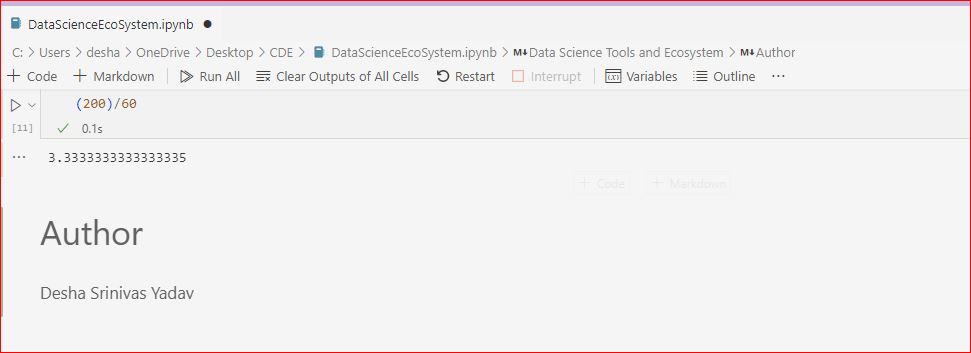 DataScienceEcoSystem.ipynb ●
C: > Users > desha > OneDrive > Desktop > CDE > DataScienceEcoSystem.ipynb > M↓Data Science Tools and Ecosystem > M↓Author
+ Code + Markdown | Run All Clear Outputs of All Cells Restart Interrupt | Variables Outline ...
(200)/60
[11] ✓ 0.1s
... 3.3333333333333335
+ Code + Markdown
Author
Desha Srinivas Yadav